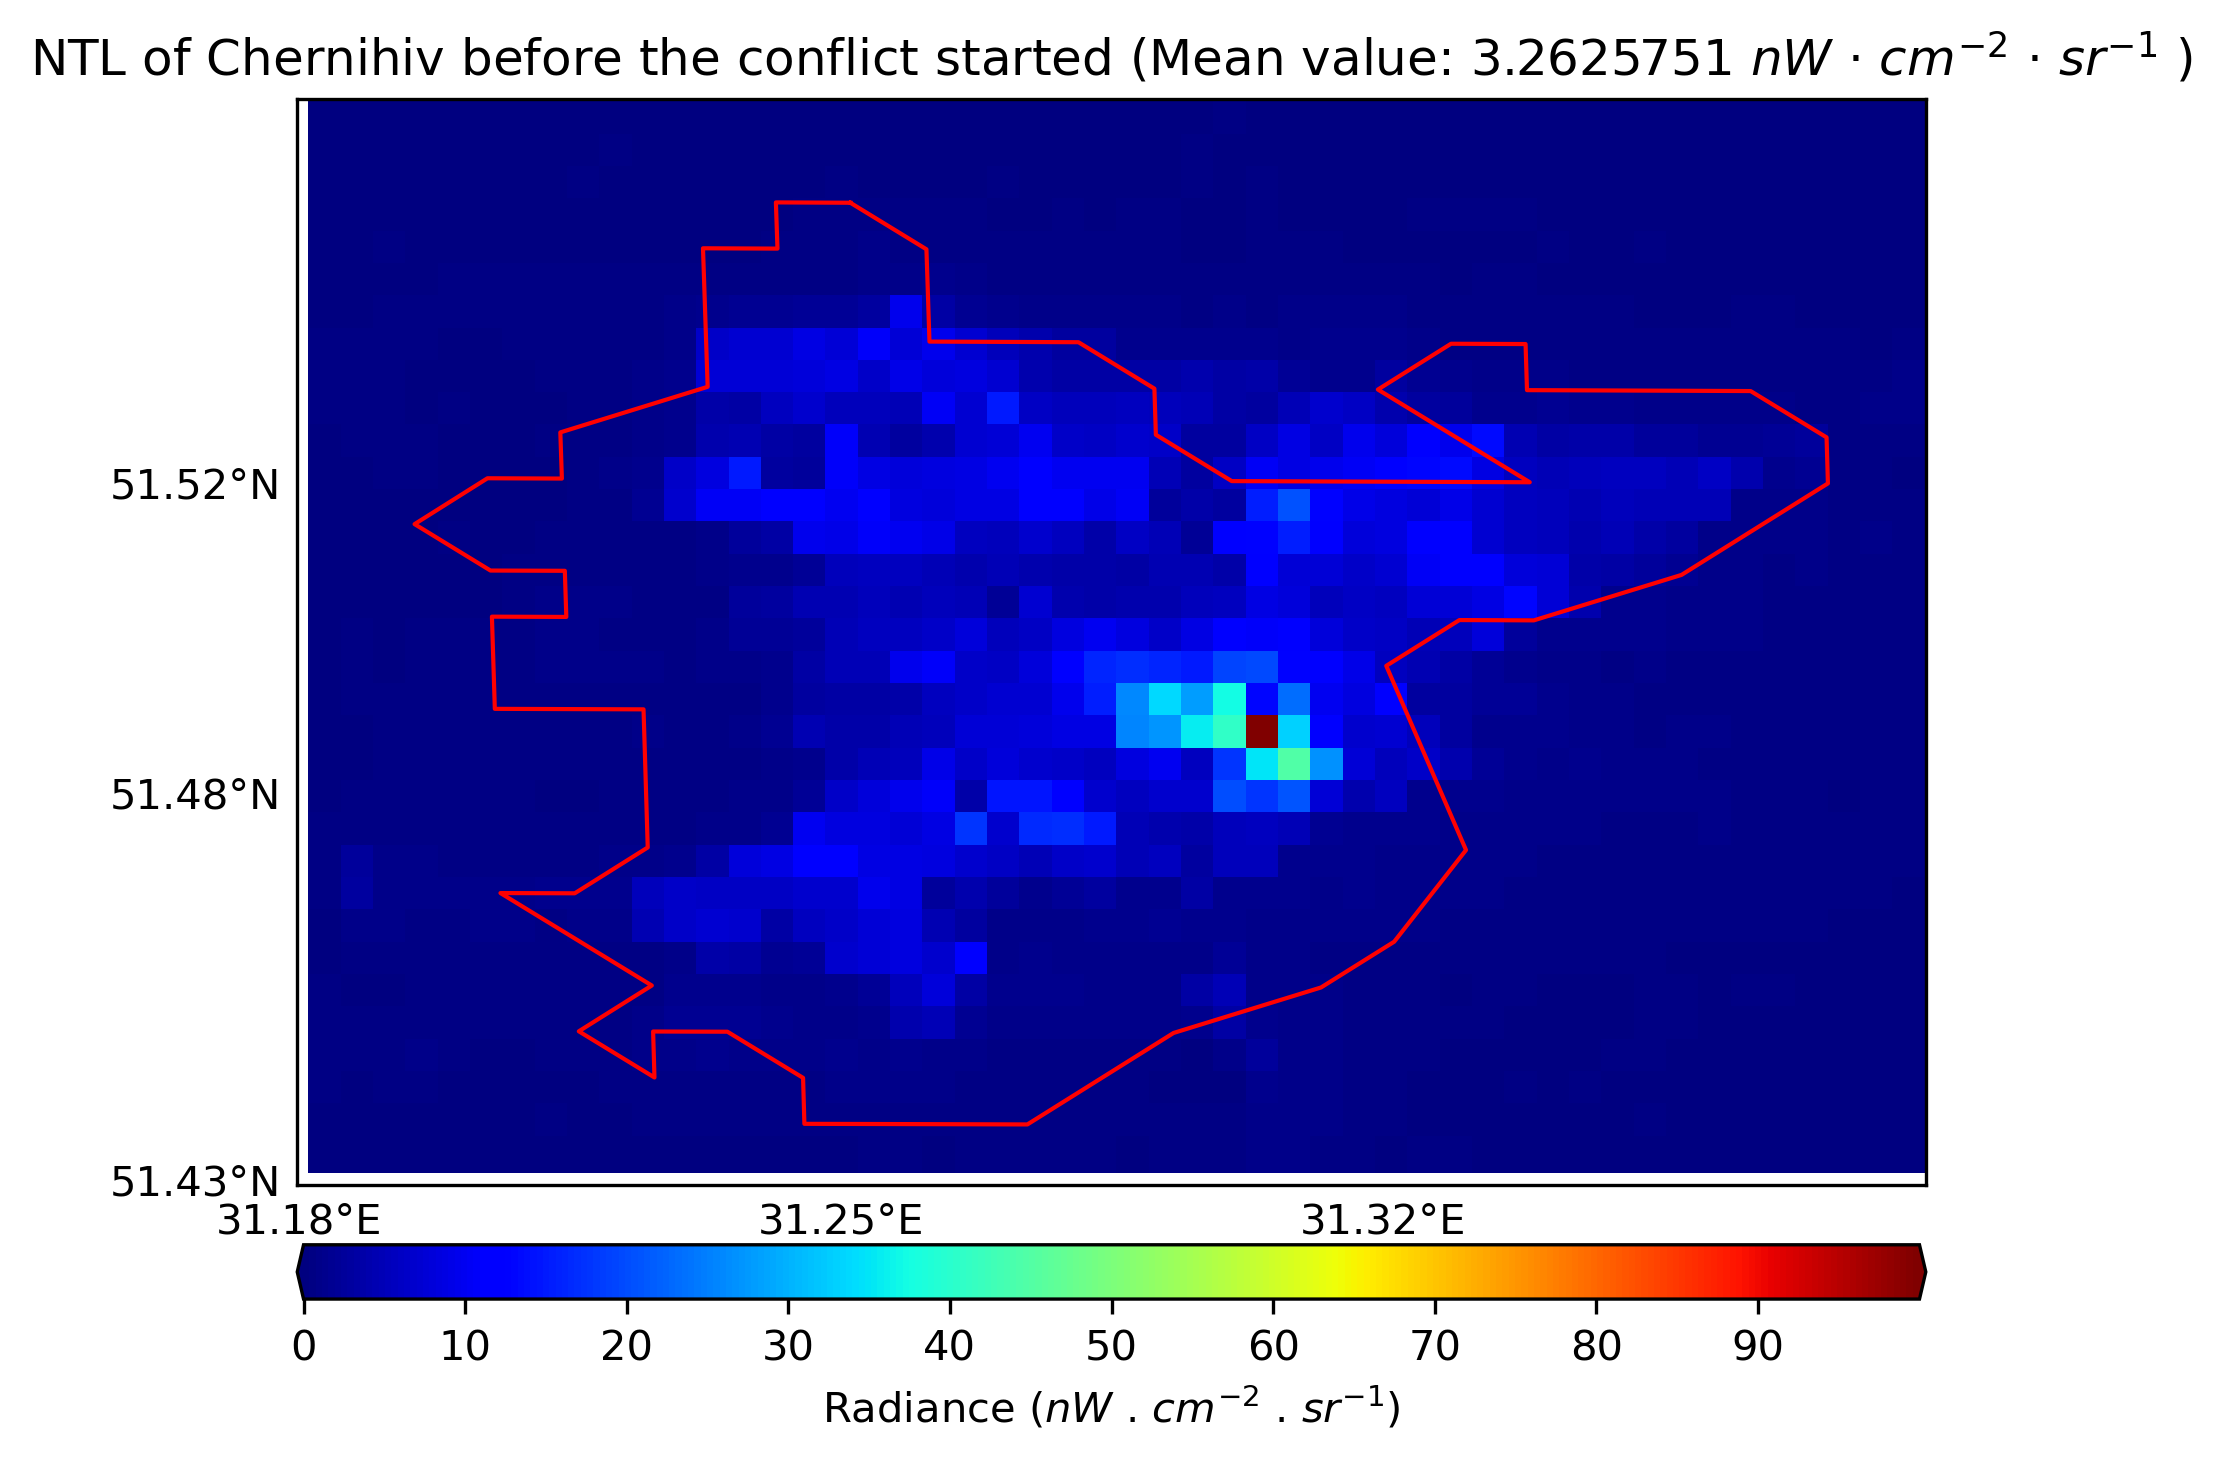 NTL of Chernihiv before the conflict started (Mean value: 3.2625751 nW · cm⁻² · sr⁻¹ )
51.52°N
51.48°N
51.43°N
31.18°E 31.25°E 31.32°E
0 10 20 30 40 50 60 70 80 90
Radiance (nW . cm⁻² . sr⁻¹)